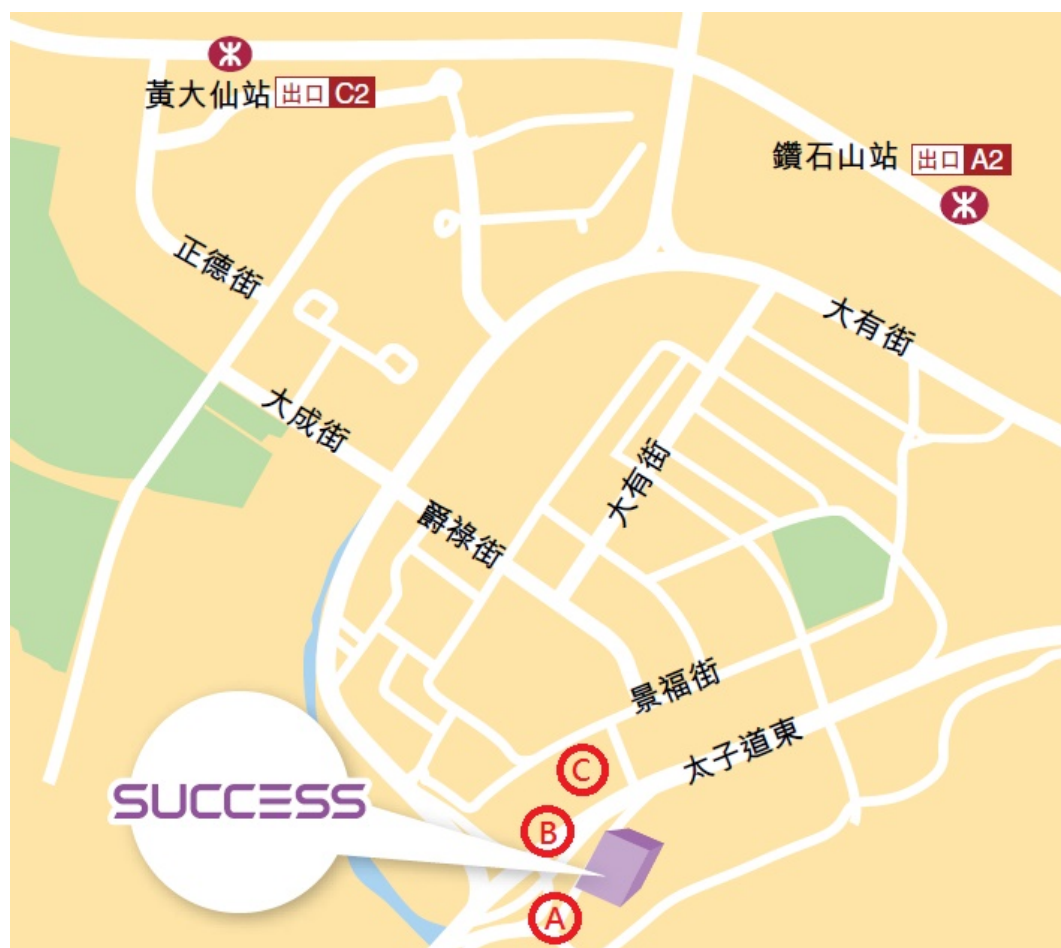 黃大仙站 出口 C2
鑽石山站 出口 A2
正德街
大有街
大成街
大有街
爵祿街
景福街
太子道東
SUCCESS
C
B
A